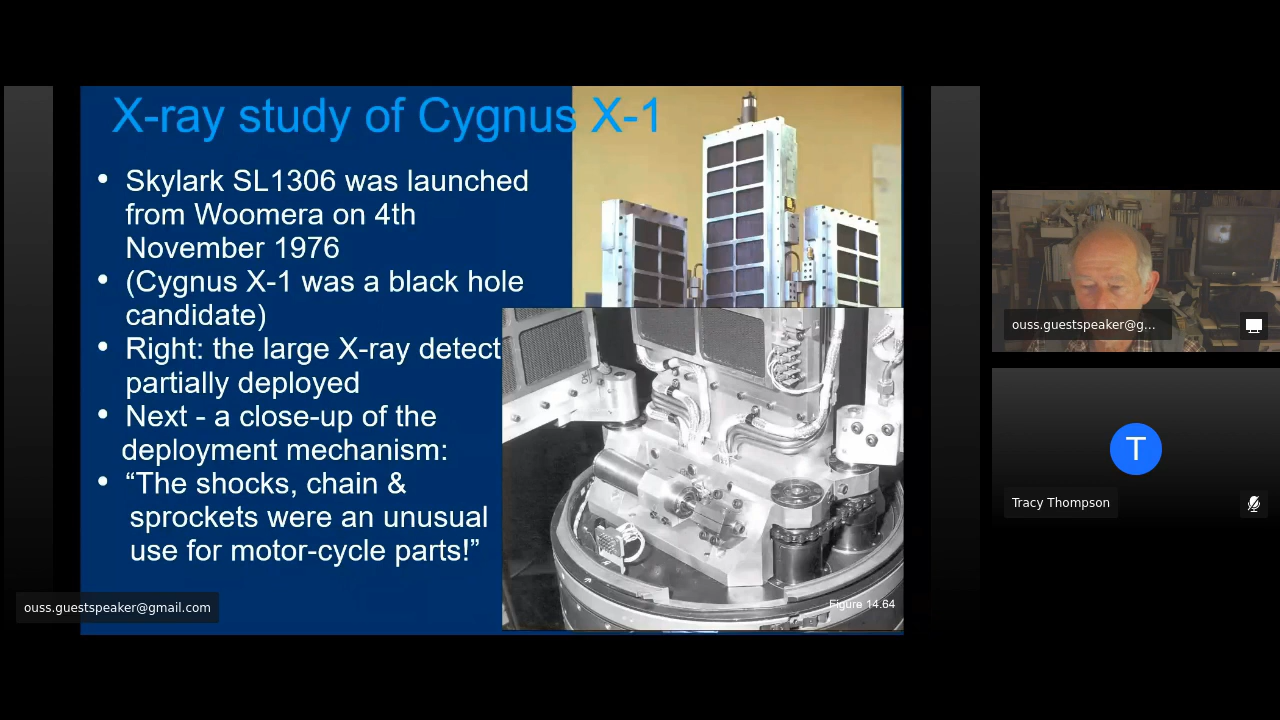 X-ray study of Cygnus X-1
• Skylark SL1306 was launched
from Woomera on 4th
November 1976
• (Cygnus X-1 was a black hole
candidate)
• Right: the large X-ray detect
partially deployed
• Next - a close-up of the
deployment mechanism:
• “The shocks, chain &
sprockets were an unusual
use for motor-cycle parts!”
Figure 14.64
ouss.guestspeaker@gmail.com
ouss.guestspeaker@g...
T
Tracy Thompson